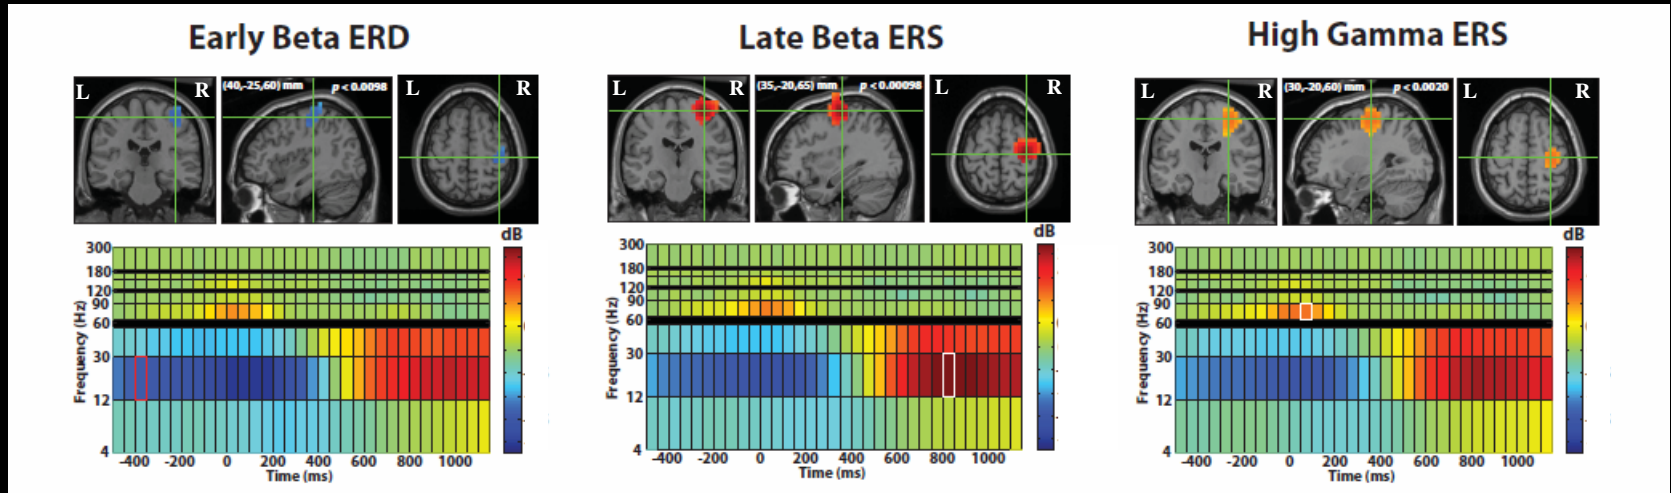 Early Beta ERD
L R (40,-25,60) mm p < 0.0098 L R
dB
300
180
120
90
60
30
12
4
Frequency (Hz)
-400 -200 0 200 400 600 800 1000
Time (ms)
Late Beta ERS
L R (35,-20,65) mm p < 0.00098 L R
dB
300
180
120
90
60
30
12
4
Frequency (Hz)
-400 -200 0 200 400 600 800 1000
Time (ms)
High Gamma ERS
L R (30,-20,60) mm p < 0.0020 L R
dB
300
180
120
90
60
30
12
4
Frequency (Hz)
-400 -200 0 200 400 600 800 1000
Time (ms)